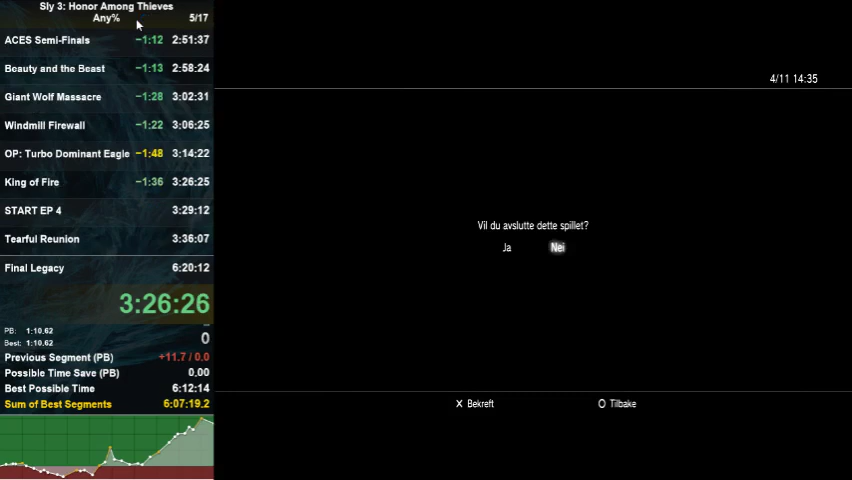 Sly 3: Honor Among Thieves
Any% 5/17
ACES Semi-Finals −1:12 2:51:37
Beauty and the Beast −1:13 2:58:24
Giant Wolf Massacre −1:28 3:02:31
Windmill Firewall −1:22 3:06:25
OP: Turbo Dominant Eagle −1:48 3:14:22
King of Fire −1:36 3:26:25
START EP 4 3:29:12
Tearful Reunion 3:36:07
Final Legacy 6:20:12
3:26:26
PB: 1:10.62
Best: 1:10.62
0
Previous Segment (PB) +11.7 / 0.0
Possible Time Save (PB) 0.00
Best Possible Time 6:12:14
Sum of Best Segments 6:07:19.2
4/11 14:35
Vil du avslutte dette spillet?
Ja Nei
X Bekreft O Tilbake